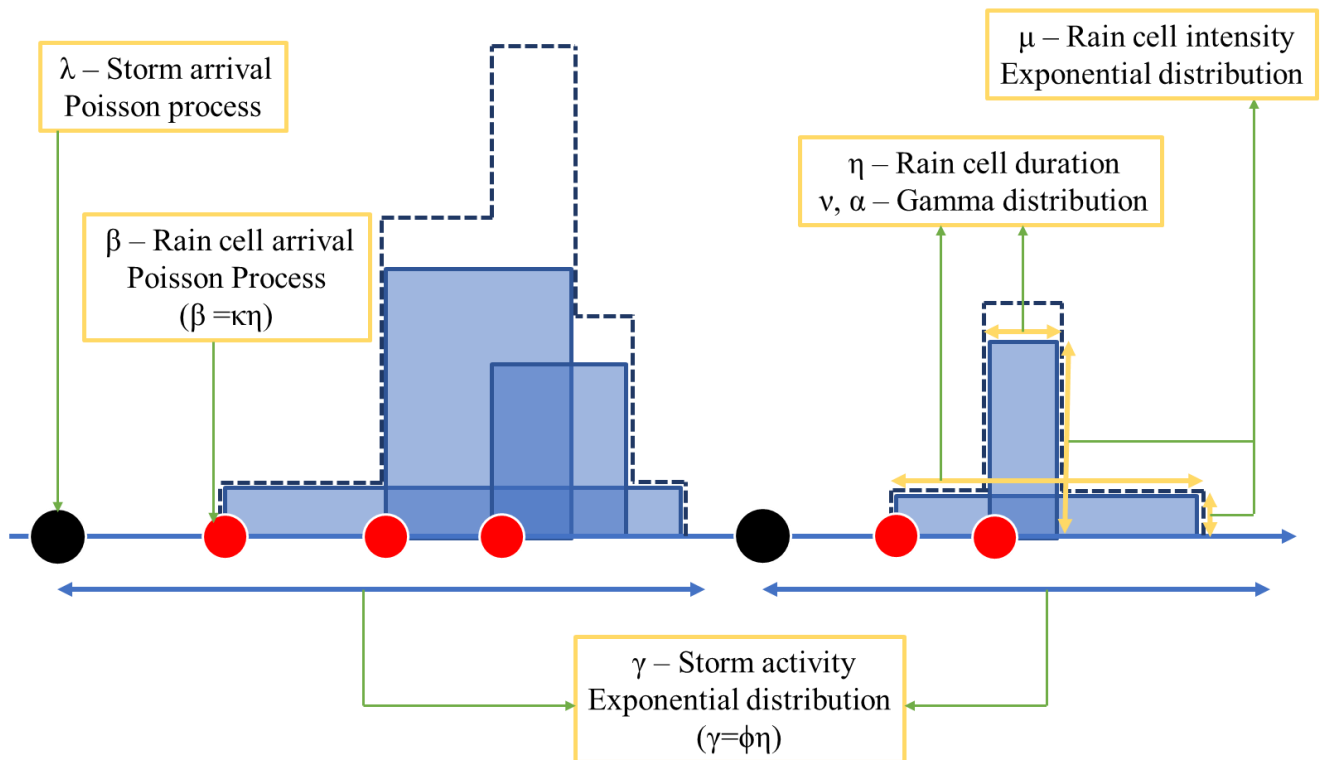 λ – Storm arrival
Poisson process
β – Rain cell arrival
Poisson Process
(β =κη)
μ – Rain cell intensity
Exponential distribution
η – Rain cell duration
ν, α – Gamma distribution
γ – Storm activity
Exponential distribution
(γ=ϕη)